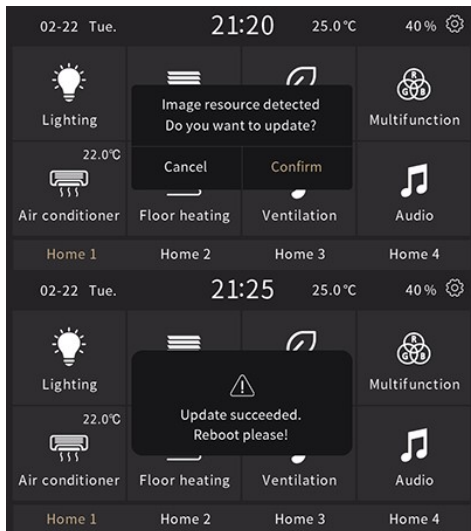 02-22 Tue. 21:20 25.0℃ 40% 
Image resource detected
Do you want to update?
Lighting Multifunction
R
G B
22.0℃
Cancel Confirm
Air conditioner Floor heating Ventilation Audio
Home 1 Home 2 Home 3 Home 4
02-22 Tue. 21:25 25.0℃ 40%
R
G B
Lighting Multifunction
Update succeeded.
Reboot please!
22.0℃
Air conditioner Floor heating Ventilation Audio
Home 1 Home 2 Home 3 Home 4